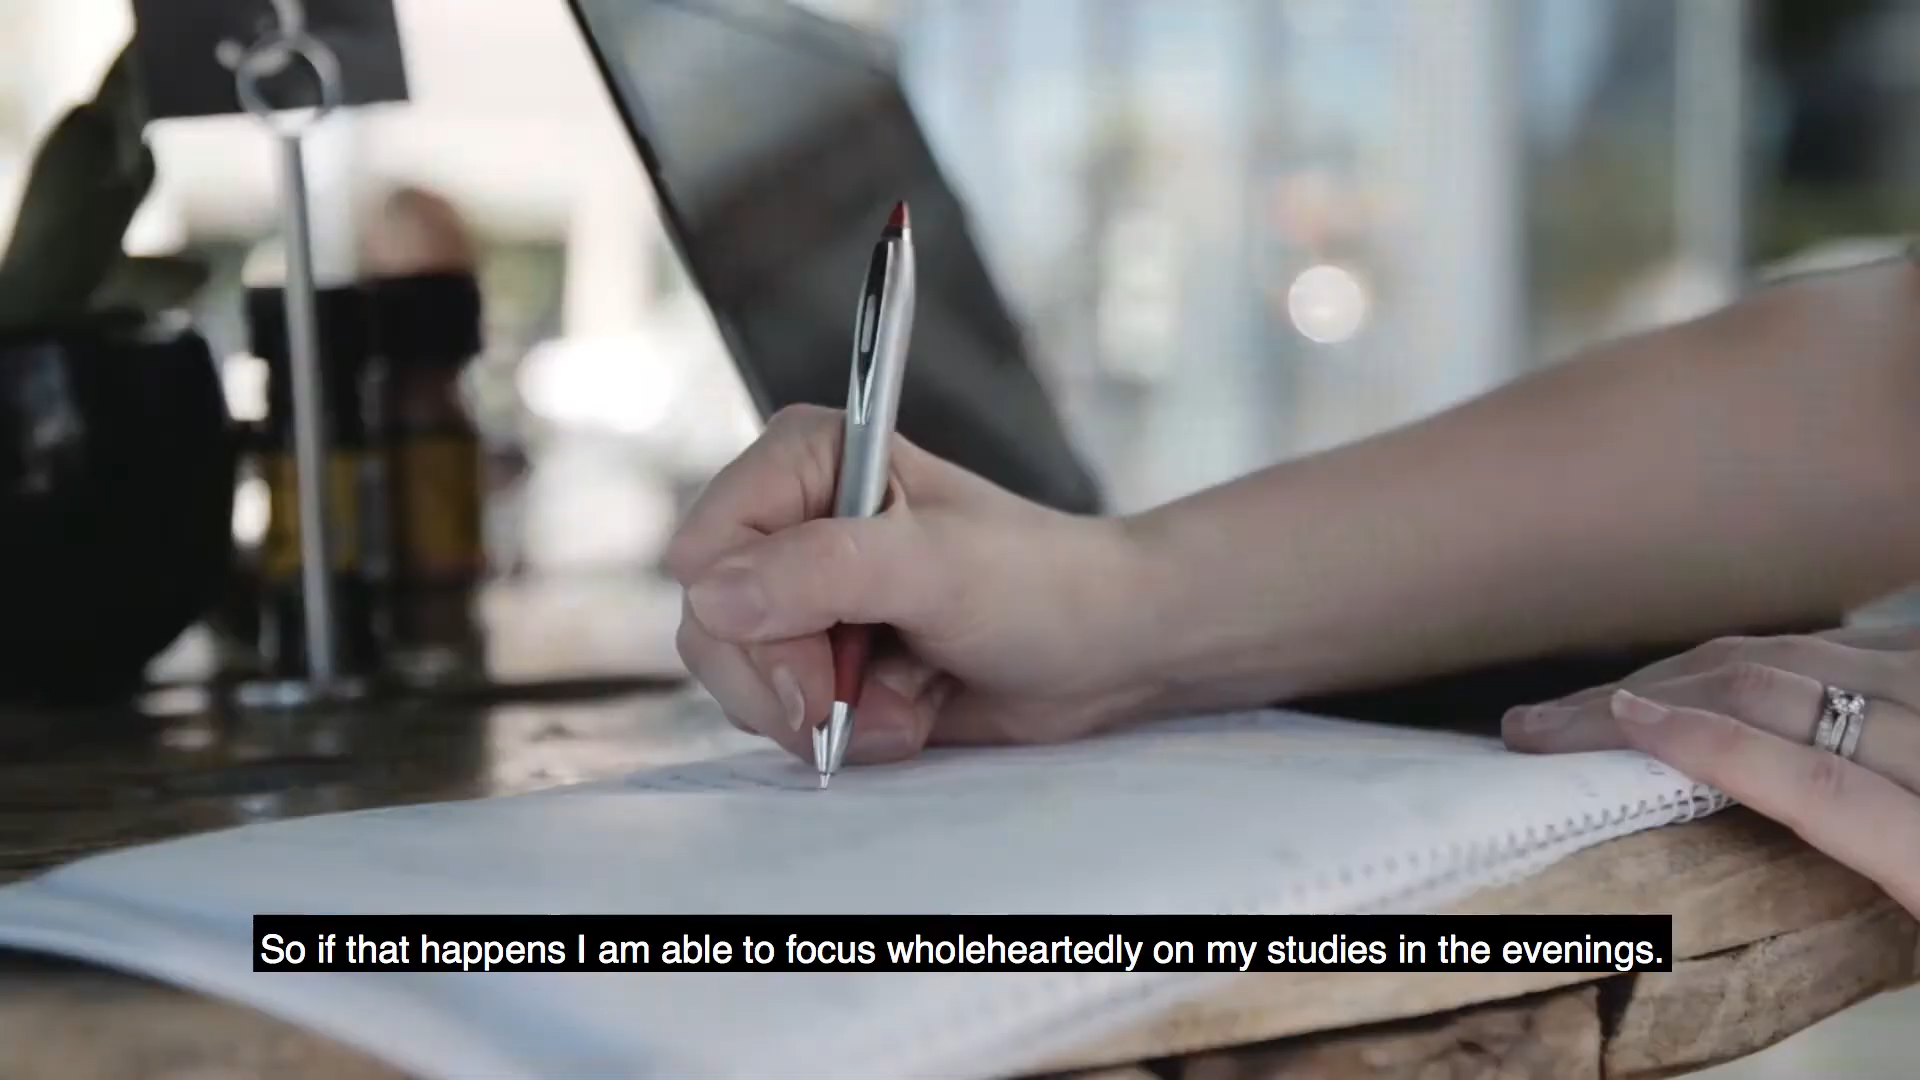 So if that happens I am able to focus wholeheartedly on my studies in the evenings.